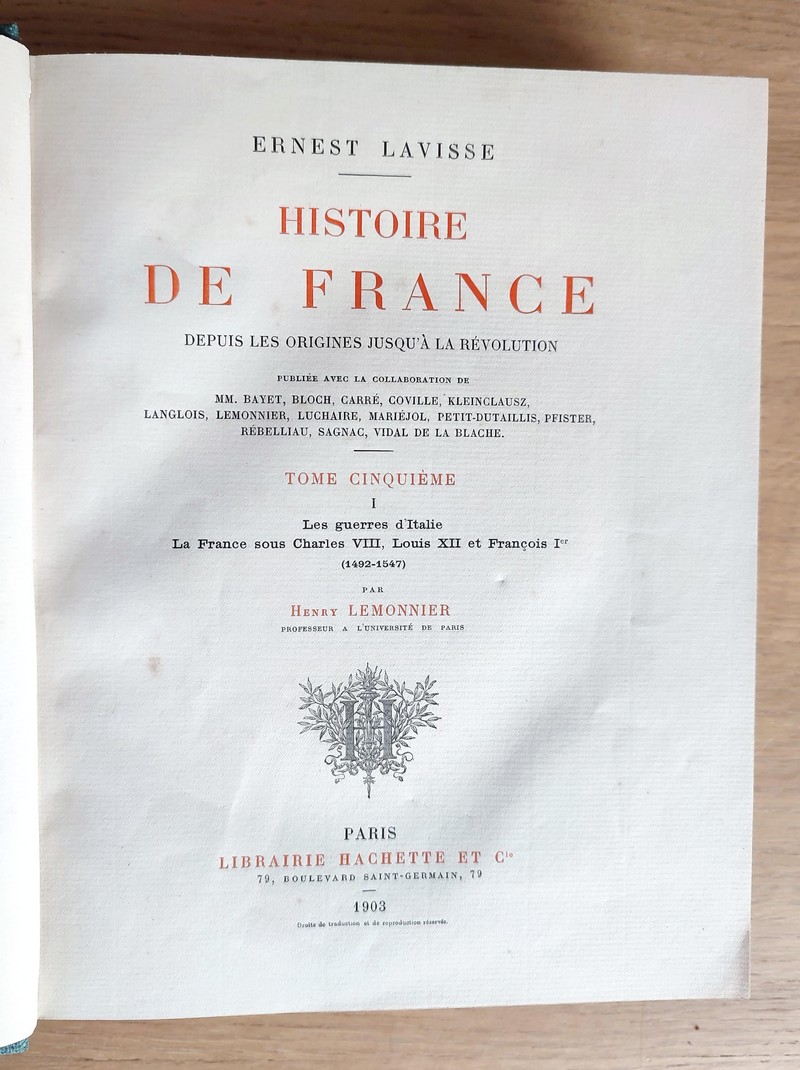 ERNEST LAVISSE
HISTOIRE
DE FRANCE
DEPUIS LES ORIGINES JUSQU'À LA RÉVOLUTION
PUBLIÉE AVEC LA COLLABORATION DE
MM. BAYET, BLOCH, CARRÉ, COVILLE, KLEINCLAUSZ,
LANGLOIS, LEMONNIER, LUCHAIRE, MARIÉJOL, PETIT-DUTAILLIS, PFISTER,
RÉBELLIAU, SAGNAC, VIDAL DE LA BLACHE.
TOME CINQUIÈME
I
Les guerres d'Italie
La France sous Charles VIII, Louis XII et François Ier
(1492-1547)
PAR
HENRY LEMONNIER
PROFESSEUR A L'UNIVERSITÉ DE PARIS
H
PARIS
LIBRAIRIE HACHETTE ET Cie
79, BOULEVARD SAINT-GERMAIN, 79
1903
Droits de traduction et de reproduction réservés.